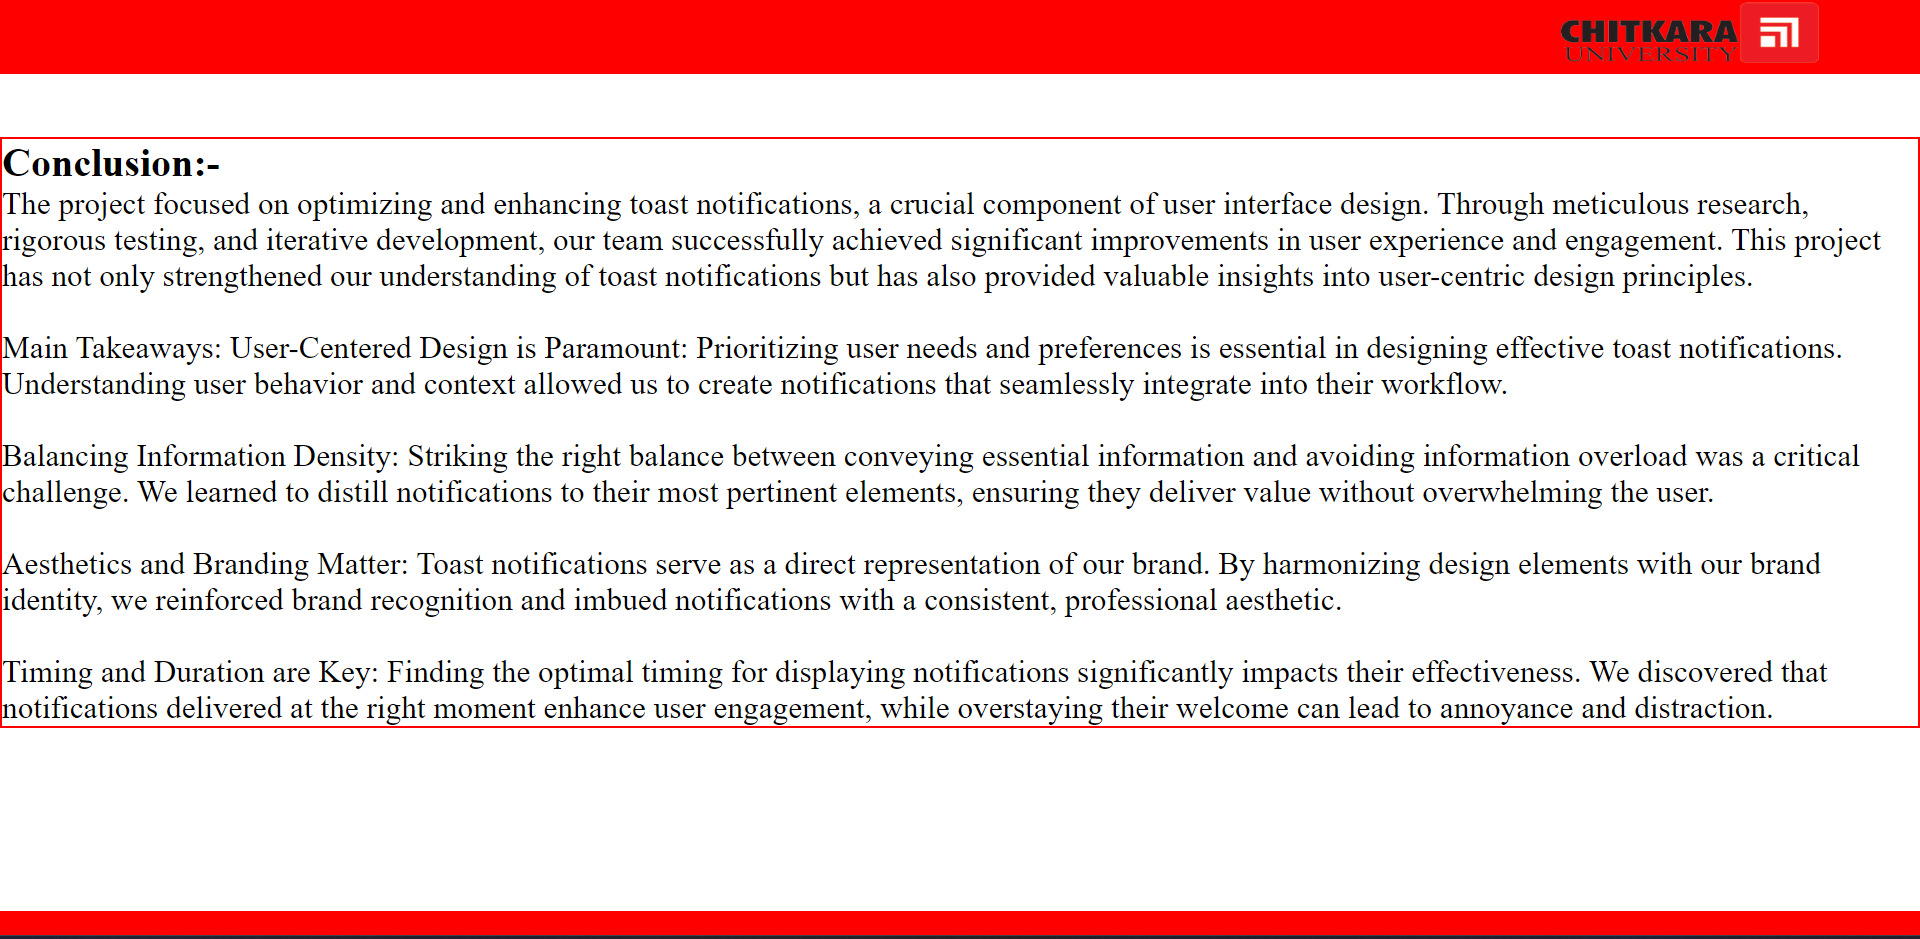 CHITKARA
UNIVERSITY
Conclusion:-
The project focused on optimizing and enhancing toast notifications, a crucial component of user interface design. Through meticulous research,
rigorous testing, and iterative development, our team successfully achieved significant improvements in user experience and engagement. This project
has not only strengthened our understanding of toast notifications but has also provided valuable insights into user-centric design principles.
Main Takeaways: User-Centered Design is Paramount: Prioritizing user needs and preferences is essential in designing effective toast notifications.
Understanding user behavior and context allowed us to create notifications that seamlessly integrate into their workflow.
Balancing Information Density: Striking the right balance between conveying essential information and avoiding information overload was a critical
challenge. We learned to distill notifications to their most pertinent elements, ensuring they deliver value without overwhelming the user.
Aesthetics and Branding Matter: Toast notifications serve as a direct representation of our brand. By harmonizing design elements with our brand
identity, we reinforced brand recognition and imbued notifications with a consistent, professional aesthetic.
Timing and Duration are Key: Finding the optimal timing for displaying notifications significantly impacts their effectiveness. We discovered that
notifications delivered at the right moment enhance user engagement, while overstaying their welcome can lead to annoyance and distraction.